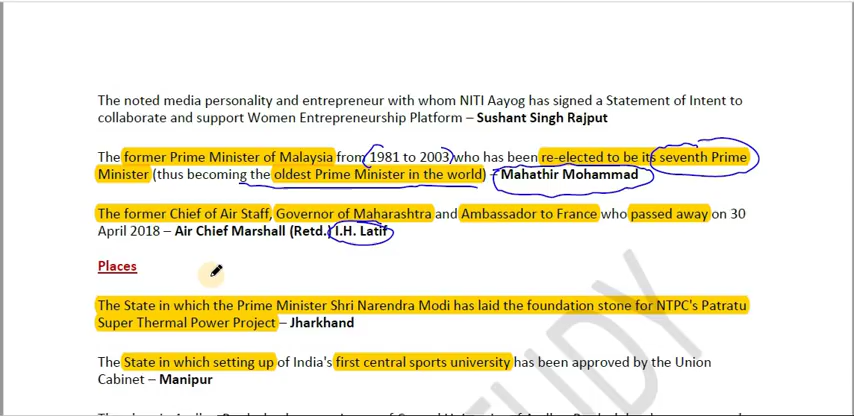 The noted media personality and entrepreneur with whom NITI Aayog has signed a Statement of Intent to
collaborate and support Women Entrepreneurship Platform – Sushant Singh Rajput
The former Prime Minister of Malaysia from 1981 to 2003 who has been re-elected to be its seventh Prime
Minister (thus becoming the oldest Prime Minister in the world) – Mahathir Mohammad
The former Chief of Air Staff, Governor of Maharashtra and Ambassador to France who passed away on 30
April 2018 – Air Chief Marshall (Retd.) I.H. Latif
Places
The State in which the Prime Minister Shri Narendra Modi has laid the foundation stone for NTPC's Patratu
Super Thermal Power Project – Jharkhand
The State in which setting up of India's first central sports university has been approved by the Union
Cabinet – Manipur
STUDY